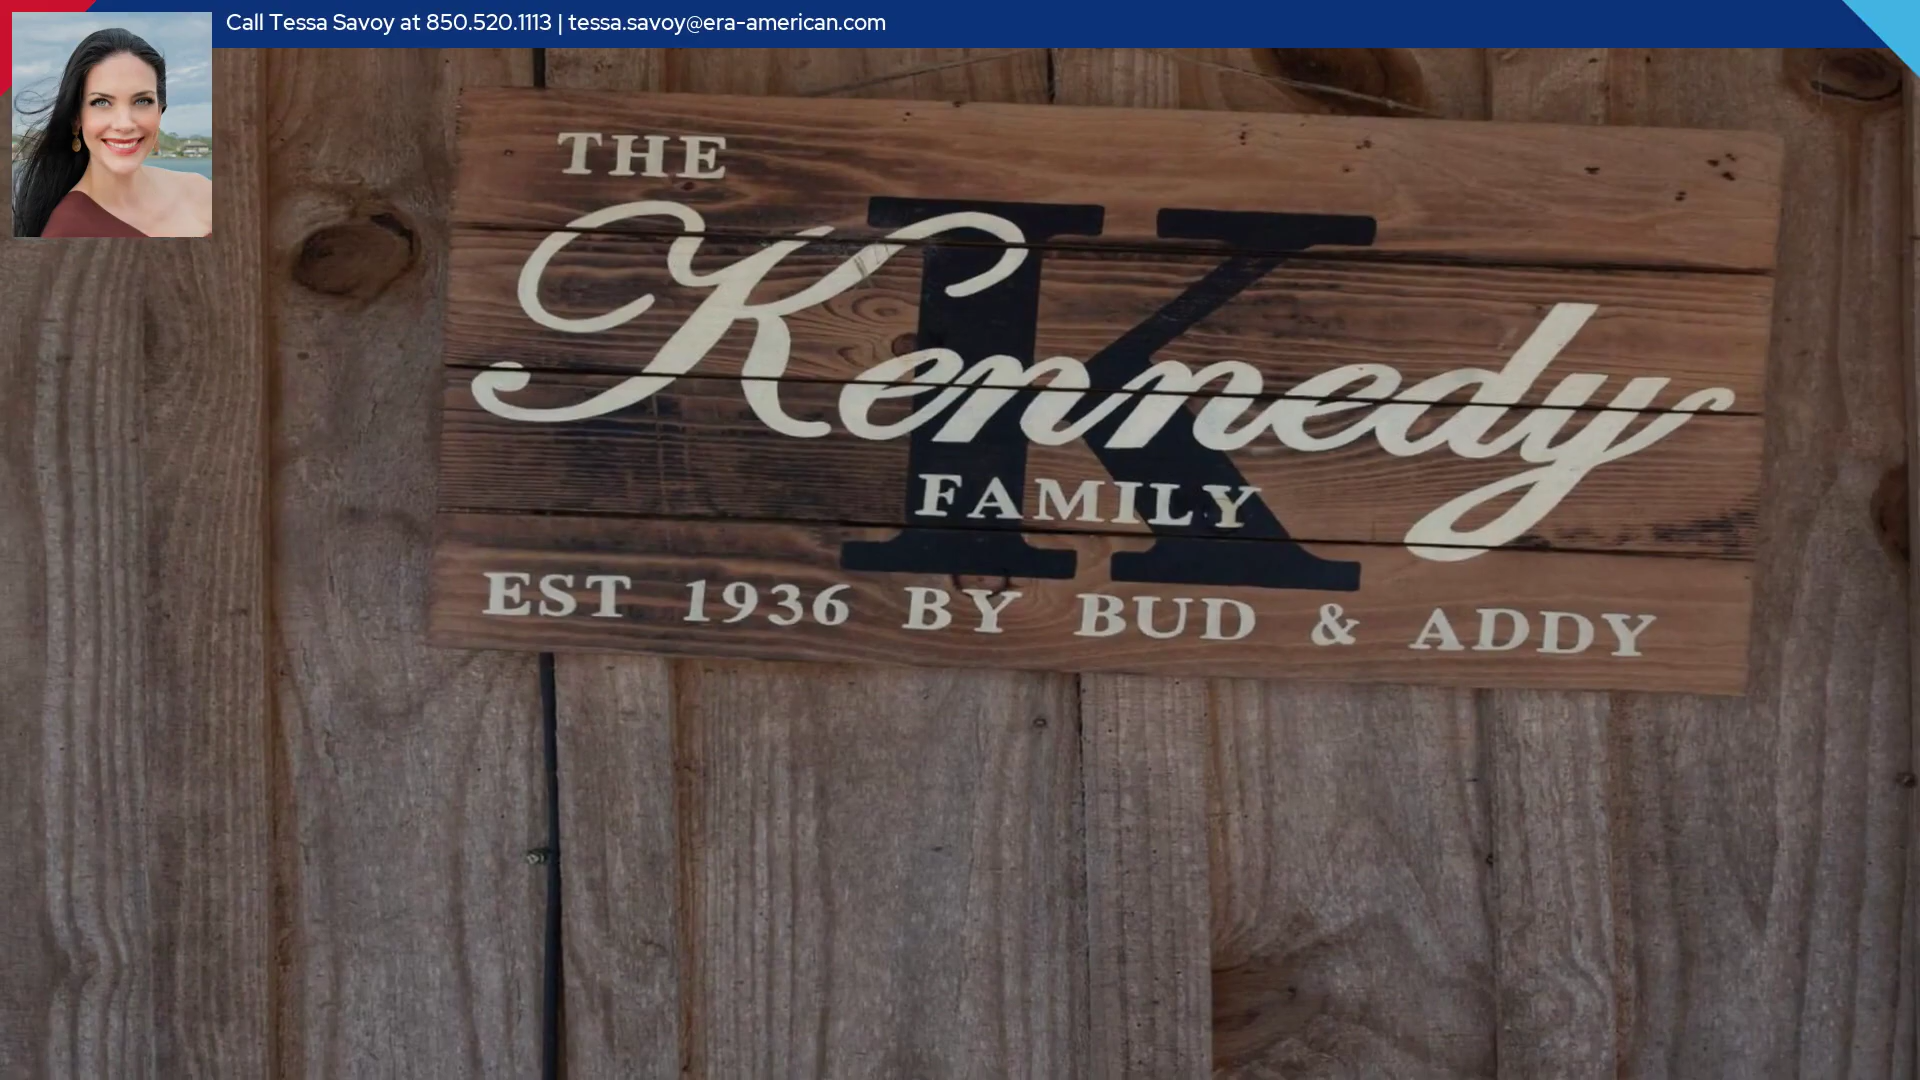 Call Tessa Savoy at 850.520.1113 | tessa.savoy@era-american.com
THE
K
Kennedy
FAMILY
EST 1936 BY BUD & ADDY